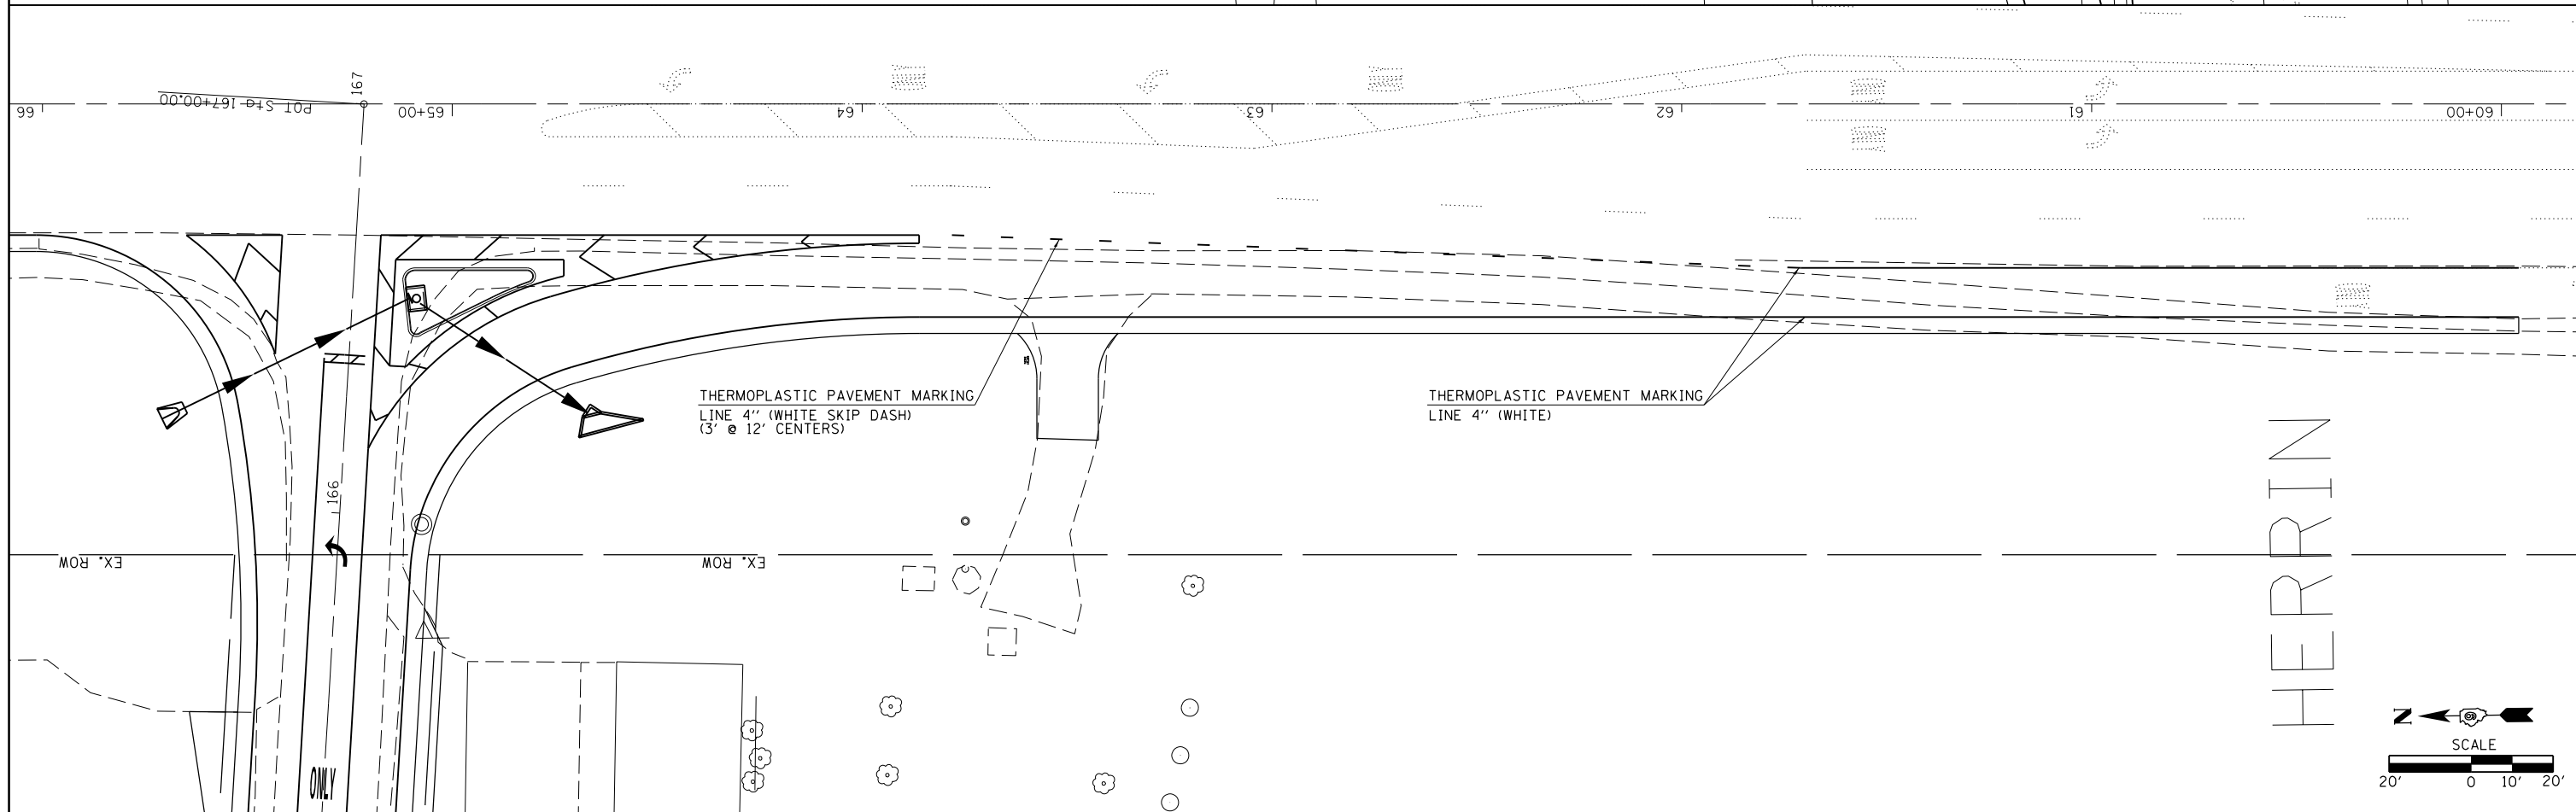 167
POT Sta 167+00.00
66
65+00
64
63
62
61
60+00
THERMOPLASTIC PAVEMENT MARKING
LINE 4'' (WHITE SKIP DASH)
(3' @ 12' CENTERS)
THERMOPLASTIC PAVEMENT MARKING
LINE 4'' (WHITE)
166
EX. ROW
EX. ROW
HERRIN
ONLY
N
SCALE
20' 0 10' 20'